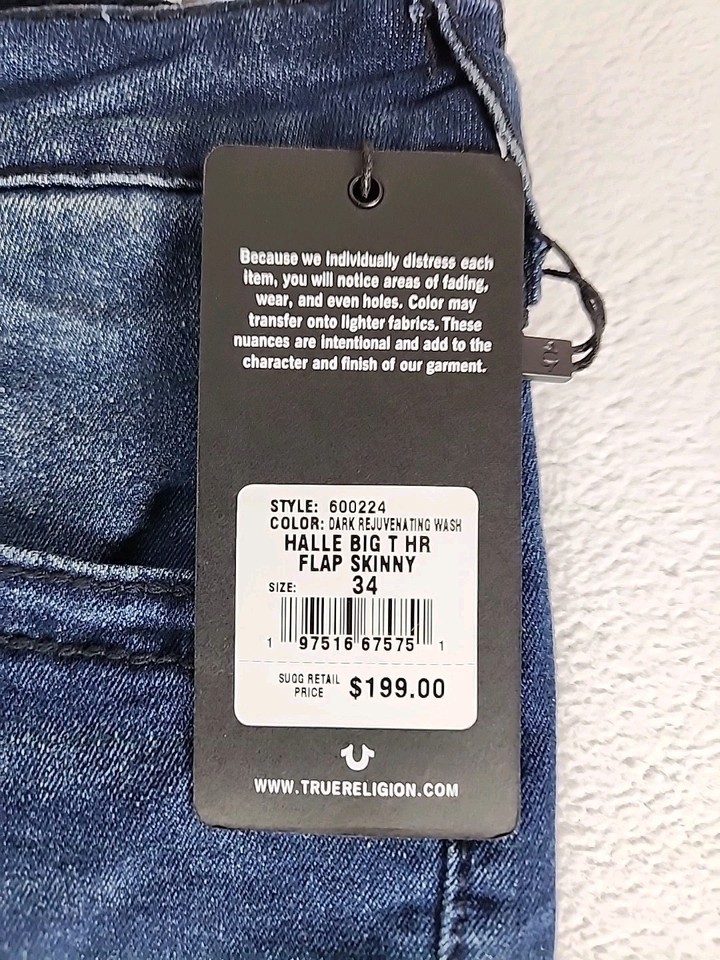 Because we individually distress each
item, you will notice areas of fading,
wear, and even holes. Color may
transfer onto lighter fabrics. These
nuances are intentional and add to the
character and finish of our garment.
STYLE: 600224
COLOR: DARK REJUVENATING WASH
HALLE BIG T HR
FLAP SKINNY
SIZE: 34
1 97516 67575 1
SUGG RETAIL
PRICE $199.00
WWW.TRUERELIGION.COM